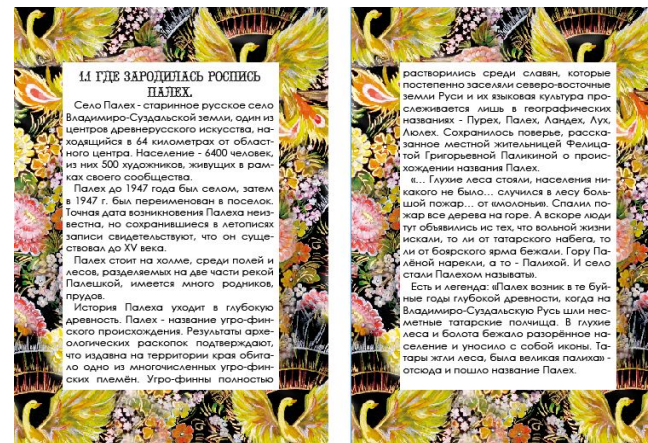 1.1 ГДЕ ЗАРОДИЛАСЬ РОСПИСЬ
ПАЛЕХ.
Село Палех - старинное русское село
Владимиро-Суздальской земли, один из
центров древнерусского искусства, на-
ходящийся в 64 километрах от област-
ного центра. Население - 6400 человек,
из них 500 художников, живущих в рам-
ках своего сообщества.
Палех до 1947 года был селом, затем
в 1947 г. был переименован в поселок.
Точная дата возникновения Палеха неиз-
вестна, но сохранившиеся в летописях
записи свидетельствуют, что он суще-
ствовал до XV века.
Палех стоит на холме, среди полей и
лесов, разделяемых на две части рекой
Палешкой, имеется много родников,
прудов.
История Палеха уходит в глубокую
древность. Палех - название угро-фин-
ского происхождения. Результаты архе-
ологических раскопок подтверждают,
что издавна на территории края обита-
ло одно из многочисленных угро-фин-
ских племён. Угро-финны полностью
растворились среди славян, которые
постепенно заселяли северо-восточные
земли Руси и их языковая культура про-
слеживается лишь в географических
названиях - Пурех, Палех, Ландех, Лух,
Люлех. Сохранилось поверье, расска-
занное местной жительницей Фелица-
той Григорьевной Паликиной о проис-
хождении названия Палех.
«... Глухие леса стояли, населения ни-
какого не было... случился в лесу боль-
шой пожар... от «молоньи». Спалил по-
жар все дерева на горе. А вскоре люди
тут объявились ис тех, что вольной жизни
искали, то ли от татарского набега, то
ли от боярского ярма бежали. Гору Па-
лёной нарекли, а то - Палихой. И село
стали Палехом называты».
Есть и легенда: «Палех возник в те буй-
ные годы глубокой древности, когда на
Владимиро-Суздальскую Русь шли нес-
метные татарские полчища. В глухие
леса и болота бежало разорённое на-
селение и уносило с собой иконы. Та-
тары жгли леса, была великая палиха» -
отсюда и пошло название Палех.